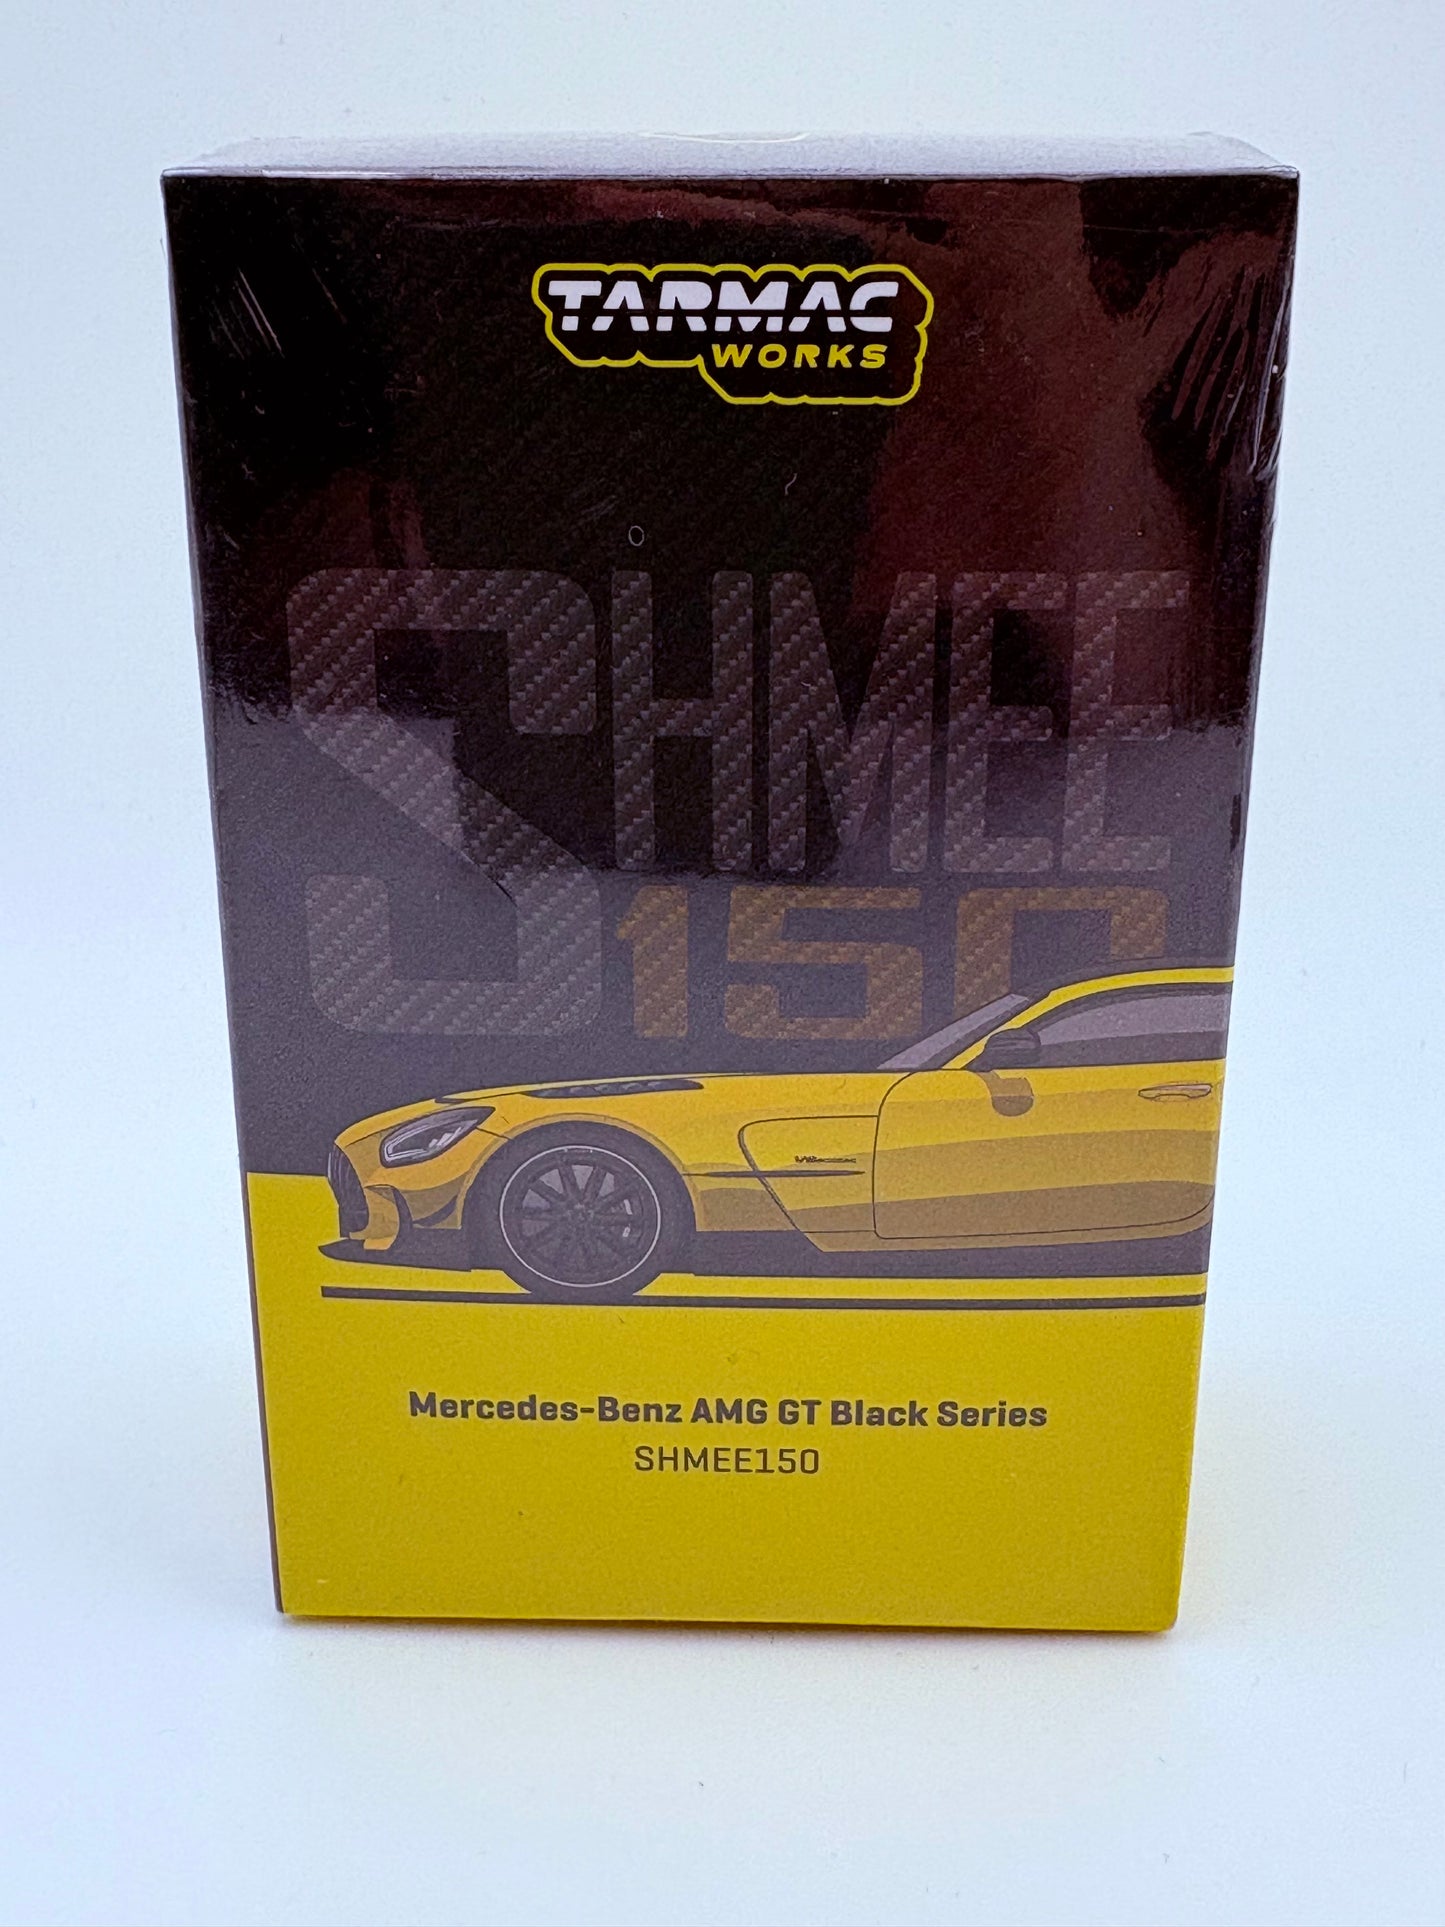 TARMAC
WORKS
SHMEE
150
Mercedes-Benz AMG GT Black Series
SHMEE150